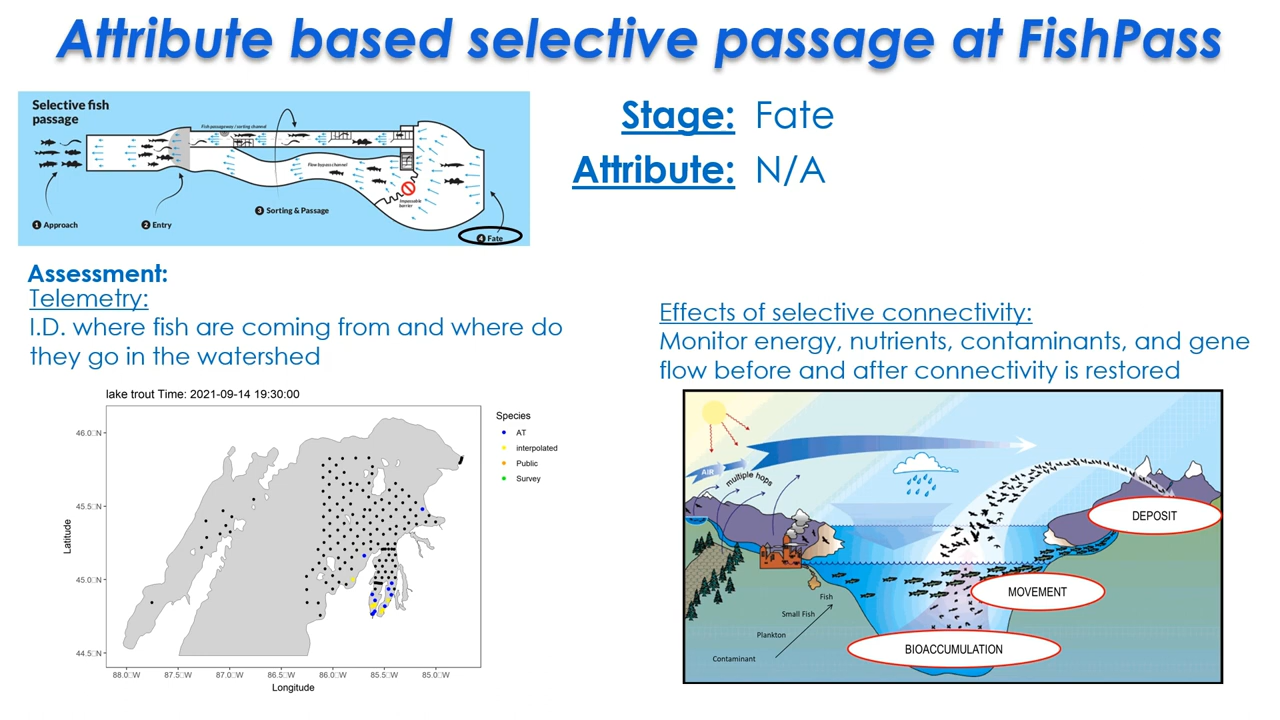 Attribute based selective passage at FishPass
Selective fish
passage
Fish passageway / sorting channel
Flow bypass channel
Impassable
barrier
1 Approach
2 Entry
3 Sorting & Passage
4 Fate
Stage: Fate
Attribute: N/A
Assessment:
Telemetry:
I.D. where fish are coming from and where do
they go in the watershed
lake trout Time: 2021-09-14 19:30:00
46.0□N
45.5□N
45.0□N
44.5□N
Latitude
88.0□W 87.5□W 87.0□W 86.5□W 86.0□W 85.5□W 85.0□W
Longitude
Species
AT
interpolated
Public
Survey
Effects of selective connectivity:
Monitor energy, nutrients, contaminants, and gene
flow before and after connectivity is restored
AIR
multiple hops
DEPOSIT
MOVEMENT
BIOACCUMULATION
Fish
Small Fish
Plankton
Contaminant